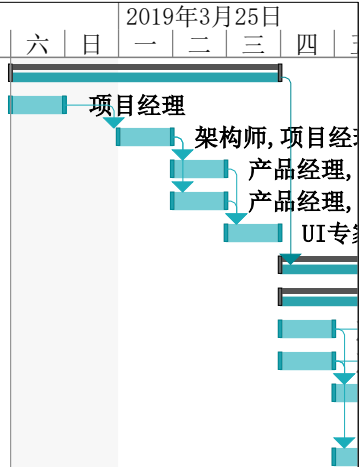 2019年3月25日
六 日 一 二 三 四
项目经理
架构师, 项目经
产品经理,
产品经理,
UI专